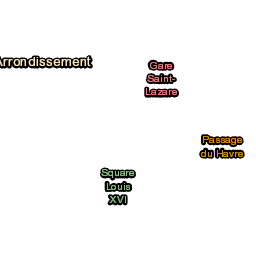 Arrondissement
Gare
Saint-
Lazare
Passage
du Havre
Square
Louis
XVI